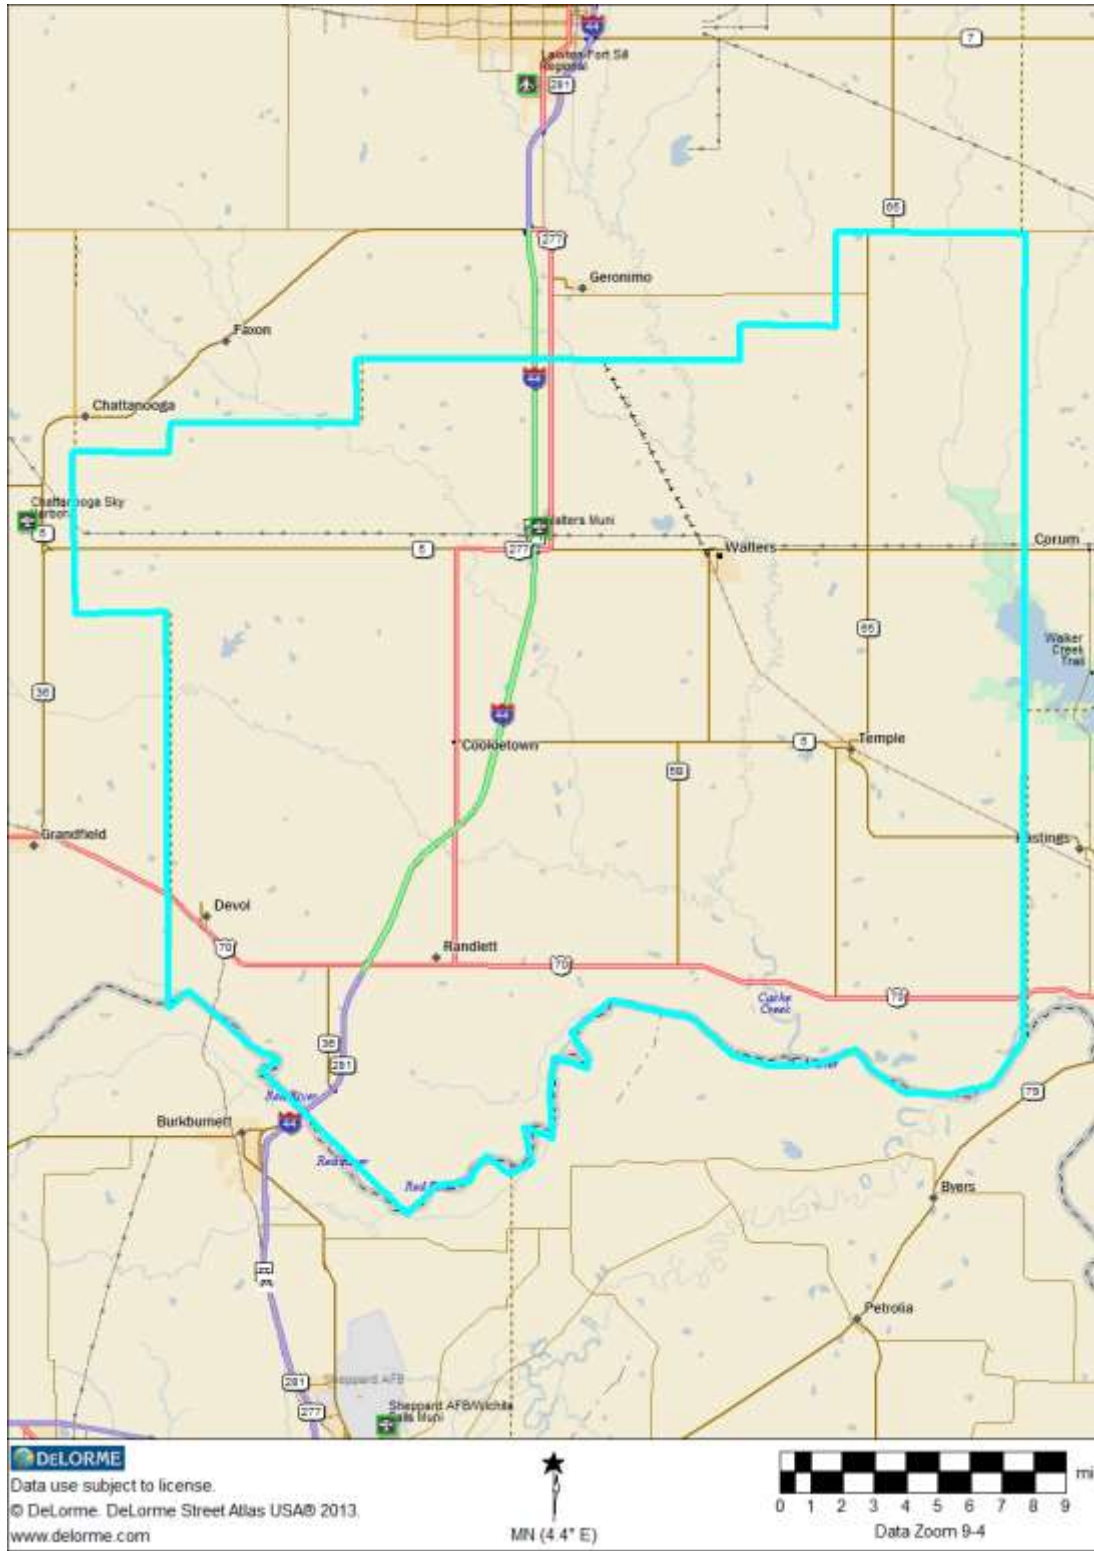 44
7
Lawton-Fort Sill
Regional
281
65
277
Geronimo
Faxon
44
Chattanooga
Chattanooga Sky
Harbor
Walters Muni
5
5
277
Walters
Corum
65
Walker
Creek
Trail
36
44
Cookietown
5
Temple
59
Grandfield
Hastings
Devol
70
Randlett
70
70
Cache
Creek
36
281
79
Red River
Burkburnett
44
Red River
Red River
Byers
Petrolia
281
Sheppard AFB
277
Sheppard AFB/Wichita
Falls Muni
DELORME
Data use subject to license.
© DeLorme. DeLorme Street Atlas USA® 2013.
www.delorme.com
MN (4.4° E)
mi
0 1 2 3 4 5 6 7 8 9
Data Zoom 9-4